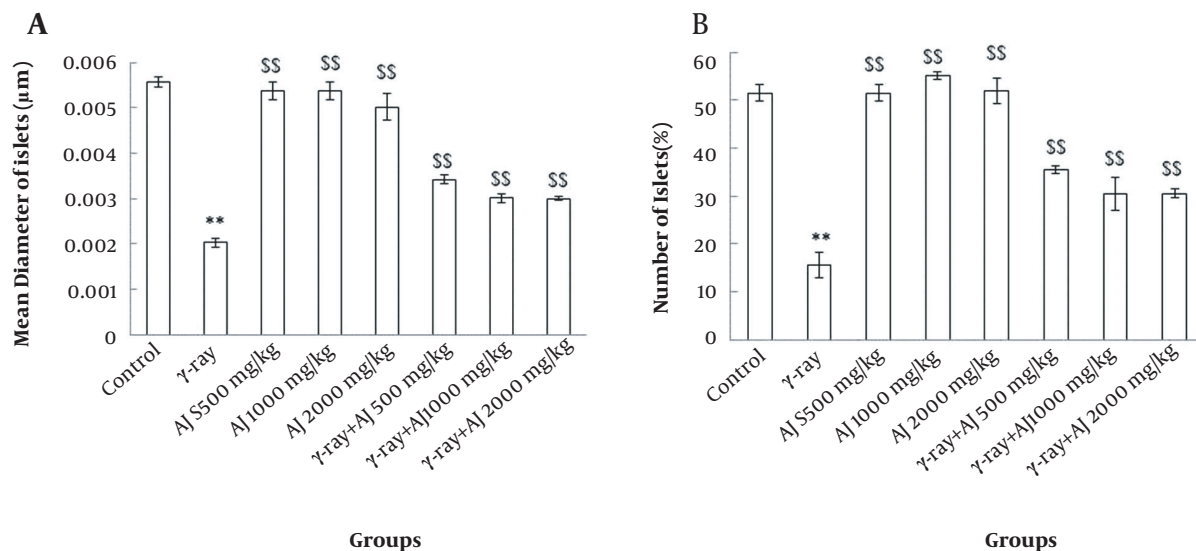 A
Mean Diameter of islets (μm)
0.006
0.005
0.004
0.003
0.002
0.001
0
$$
$$
$$
**
$$
$$
$$
Control
γ-ray
AJ S500 mg/kg
AJ 1000 mg/kg
AJ 2000 mg/kg
γ-ray+AJ 500 mg/kg
γ-ray+AJ1000 mg/kg
γ-ray+AJ 2000 mg/kg
Groups
B
Number of Islets(%)
60
50
40
30
20
10
0
$$
$$
$$
**
$$
$$
$$
Control
γ-ray
AJ S500 mg/kg
AJ 1000 mg/kg
AJ 2000 mg/kg
γ-ray+AJ 500 mg/kg
γ-ray+AJ1000 mg/kg
γ-ray+AJ 2000 mg/kg
Groups